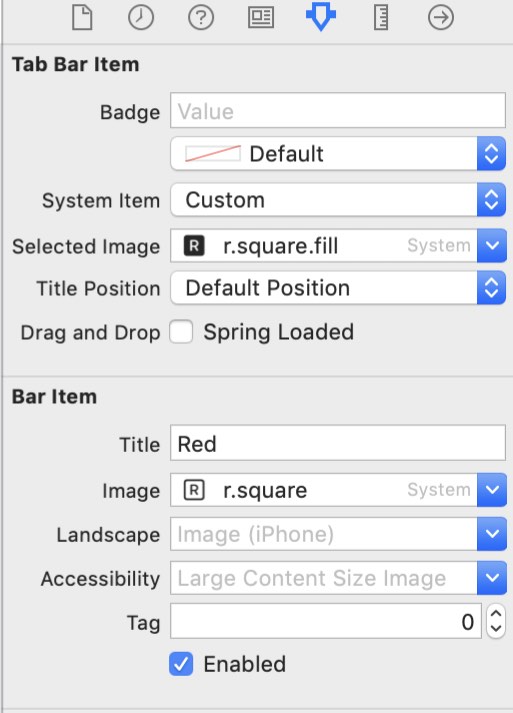 Tab Bar Item
Badge Value
Default
System Item Custom
Selected Image R r.square.fill System
Title Position Default Position
Drag and Drop Spring Loaded
Bar Item
Title Red
Image R r.square System
Landscape Image (iPhone)
Accessibility Large Content Size Image
Tag 0
Enabled